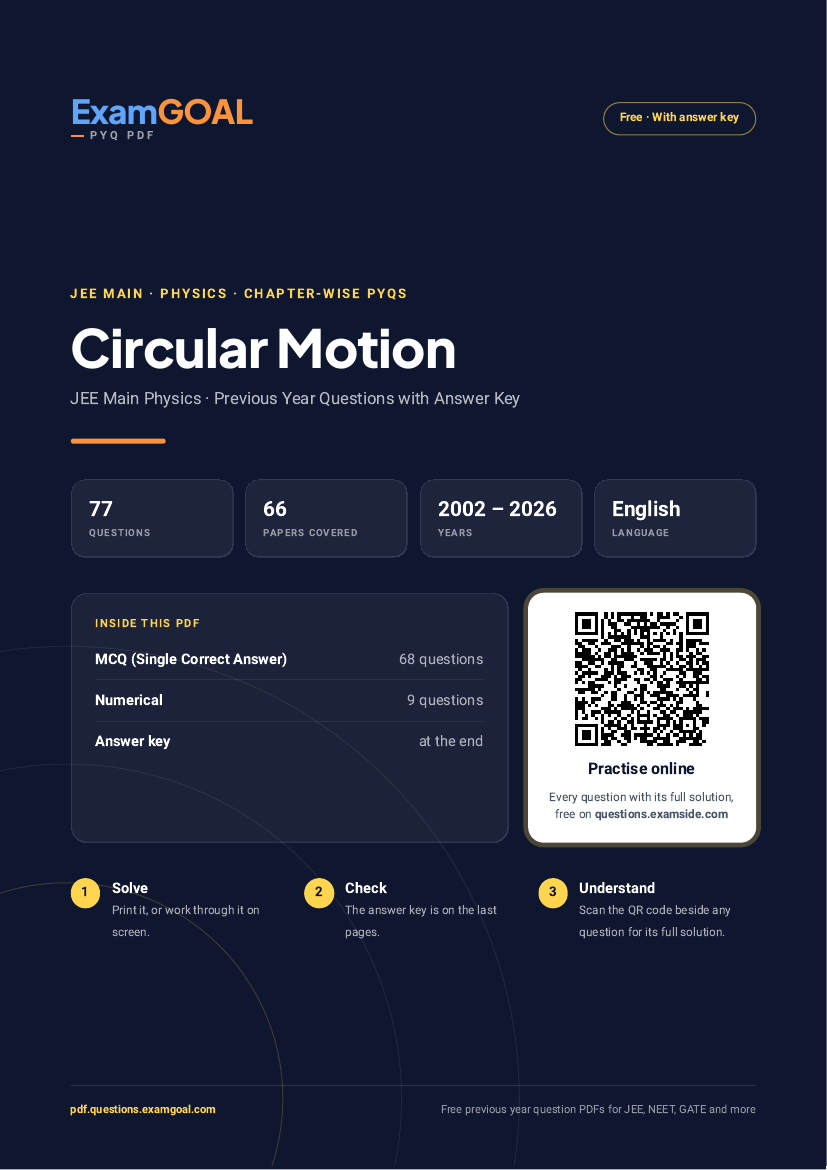 ExamGOAL
PYQ PDF
Free · With answer key
JEE MAIN · PHYSICS · CHAPTER-WISE PYQS
Circular Motion
JEE Main Physics · Previous Year Questions with Answer Key
77
QUESTIONS
66
PAPERS COVERED
2002 – 2026
YEARS
English
LANGUAGE
INSIDE THIS PDF
MCQ (Single Correct Answer) 68 questions
Numerical 9 questions
Answer key at the end
Practise online
Every question with its full solution,
free on questions.examside.com
1 Solve
Print it, or work through it on
screen.
2 Check
The answer key is on the last
pages.
3 Understand
Scan the QR code beside any
question for its full solution.
pdf.questions.examgoal.com
Free previous year question PDFs for JEE, NEET, GATE and more